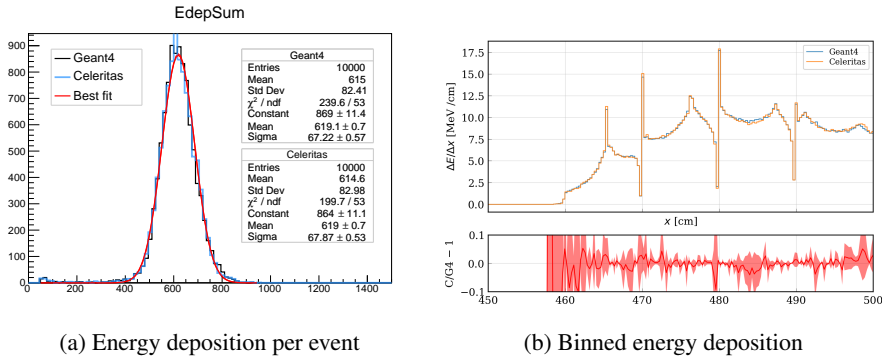 EdepSum
900
800
700
600
500
400
300
200
100
0
0 200 400 600 800 1000 1200 1400
Geant4
Celeritas
Best fit
Geant4
Entries 10000
Mean 615
Std Dev 82.41
χ² / ndf 239.6 / 53
Constant 869 ± 11.4
Mean 619.1 ± 0.7
Sigma 67.22 ± 0.57
Celeritas
Entries 10000
Mean 614.6
Std Dev 82.98
χ² / ndf 199.7 / 53
Constant 864 ± 11.1
Mean 619 ± 0.7
Sigma 67.87 ± 0.53
(a) Energy deposition per event
Geant4
Celeritas
ΔE/Δx [MeV /cm]
17.5
15.0
12.5
10.0
7.5
5.0
2.5
0.0
x [cm]
C/G4 − 1
0.1
0.0
−0.1
450 460 470 480 490 500
(b) Binned energy deposition